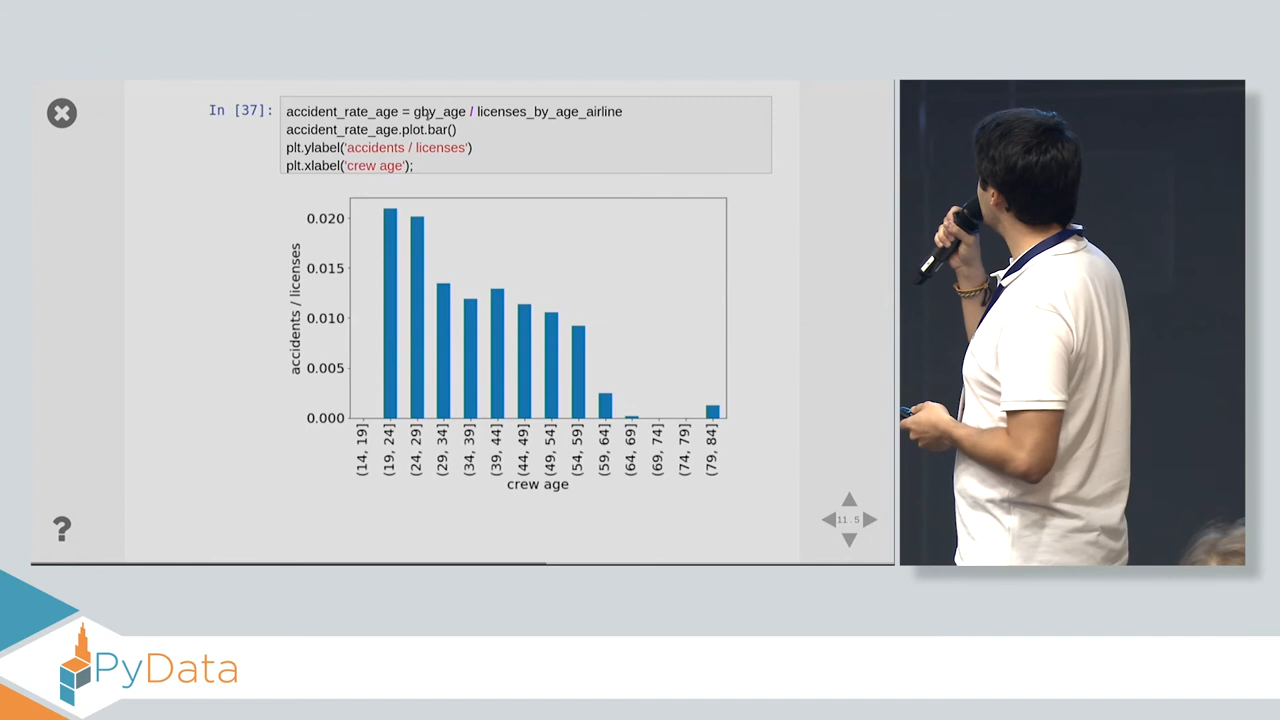 In [37]:
accident_rate_age = gby_age / licenses_by_age_airline
accident_rate_age.plot.bar()
plt.ylabel('accidents / licenses')
plt.xlabel('crew age');
accidents / licenses
0.020
0.015
0.010
0.005
0.000
(14, 19]
(19, 24]
(24, 29]
(29, 34]
(34, 39]
(39, 44]
(44, 49]
(49, 54]
(54, 59]
(59, 64]
(64, 69]
(69, 74]
(74, 79]
(79, 84]
crew age
?
11.5
PyData